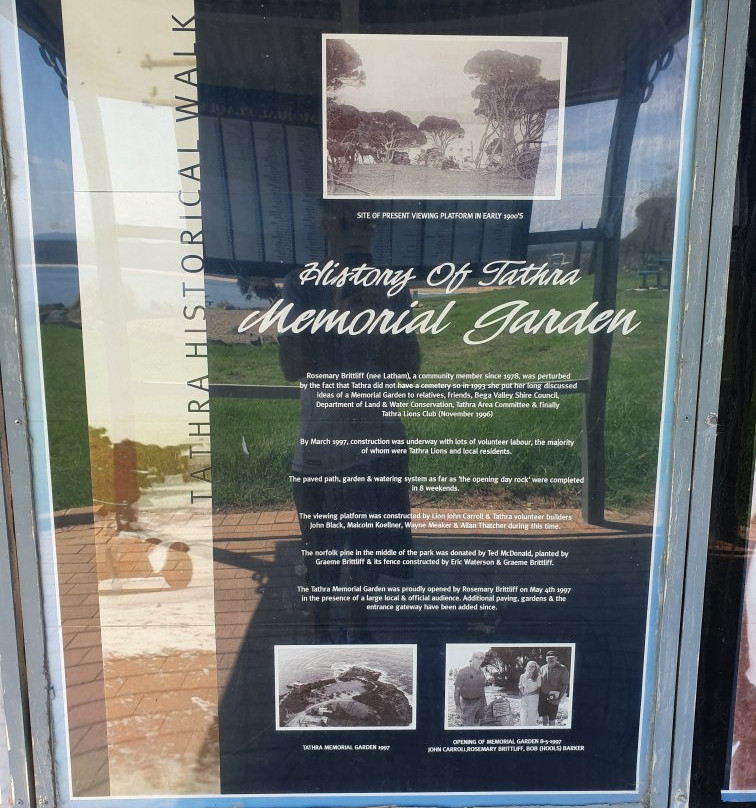 TATHRA HISTORICAL WALK
SITE OF PRESENT VIEWING PLATFORM IN EARLY 1900'S
History Of Tathra
Memorial Garden
Rosemary Brittliff (nee Latham), a community member since 1978, was perturbed
by the fact that Tathra did not have a cemetery so in 1993 she put her long discussed
ideas of a Memorial Garden to relatives, friends, Bega Valley Shire Council,
Department of Land & Water Conservation, Tathra Area Committee & finally
Tathra Lions Club (November 1996)
By March 1997, construction was underway with lots of volunteer labour, the majority
of whom were Tathra Lions and local residents.
The paved path, garden & watering system as far as 'the opening day rock' were completed
in 8 weekends.
The viewing platform was constructed by Lion John Carroll & Tathra volunteer builders
John Black, Malcolm Koellner, Wayne Meaker & Allan Thatcher during this time.
The norfolk pine in the middle of the park was donated by Ted McDonald, planted by
Graeme Brittliff & its fence constructed by Eric Waterson & Graeme Brittliff.
The Tathra Memorial Garden was proudly opened by Rosemary Brittliff on May 4th 1997
in the presence of a large local & official audience. Additional paving, gardens & the
entrance gateway have been added since.
TATHRA MEMORIAL GARDEN 1997
OPENING OF MEMORIAL GARDEN 8-5-1997
JOHN CARROLL,ROSEMARY BRITTLIFF, BOB (HOOLS) BARKER